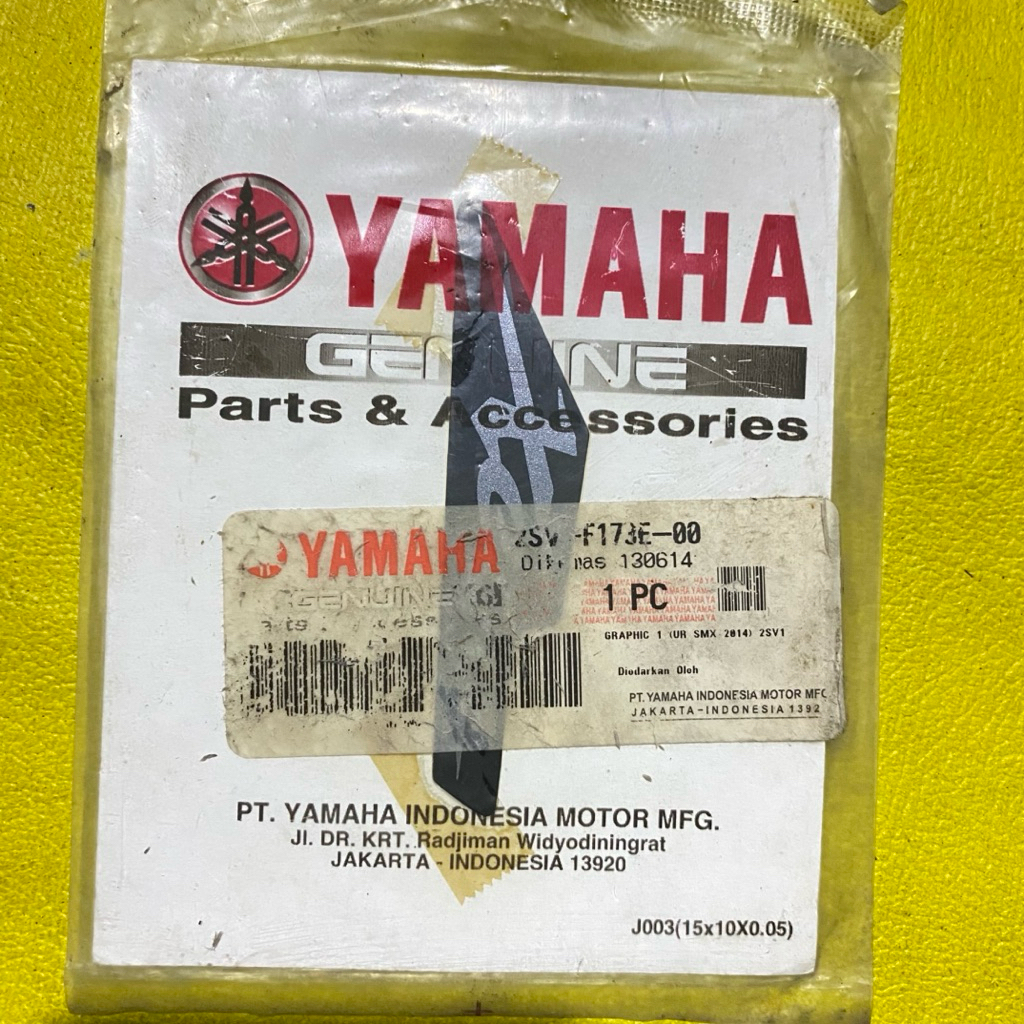 YAMAHA
GENUINE
Parts & Accessories
YAMAHA
-F173E-00
130614
GENUINE
1 PC
GRAPHIC 1 (UR SMX 2014) 2SV1
Diedarkan Oleh
PT. YAMAHA INDONESIA MOTOR MFG
JAKARTA-INDONESIA 1392
PT. YAMAHA INDONESIA MOTOR MFG.
Jl. DR. KRT. Radjiman Widyodiningrat
JAKARTA - INDONESIA 13920
J003(15x10X0.05)